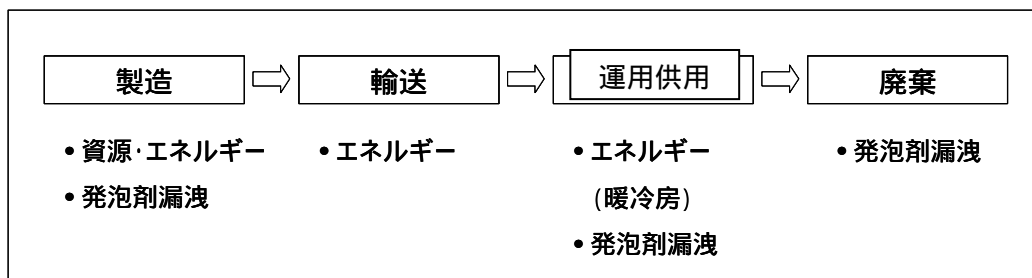 製造
輸送
運用供用
廃棄
• 資源・エネルギー
• 発泡剤漏洩
• エネルギー
• エネルギー
(暖冷房)
• 発泡剤漏洩
• 発泡剤漏洩